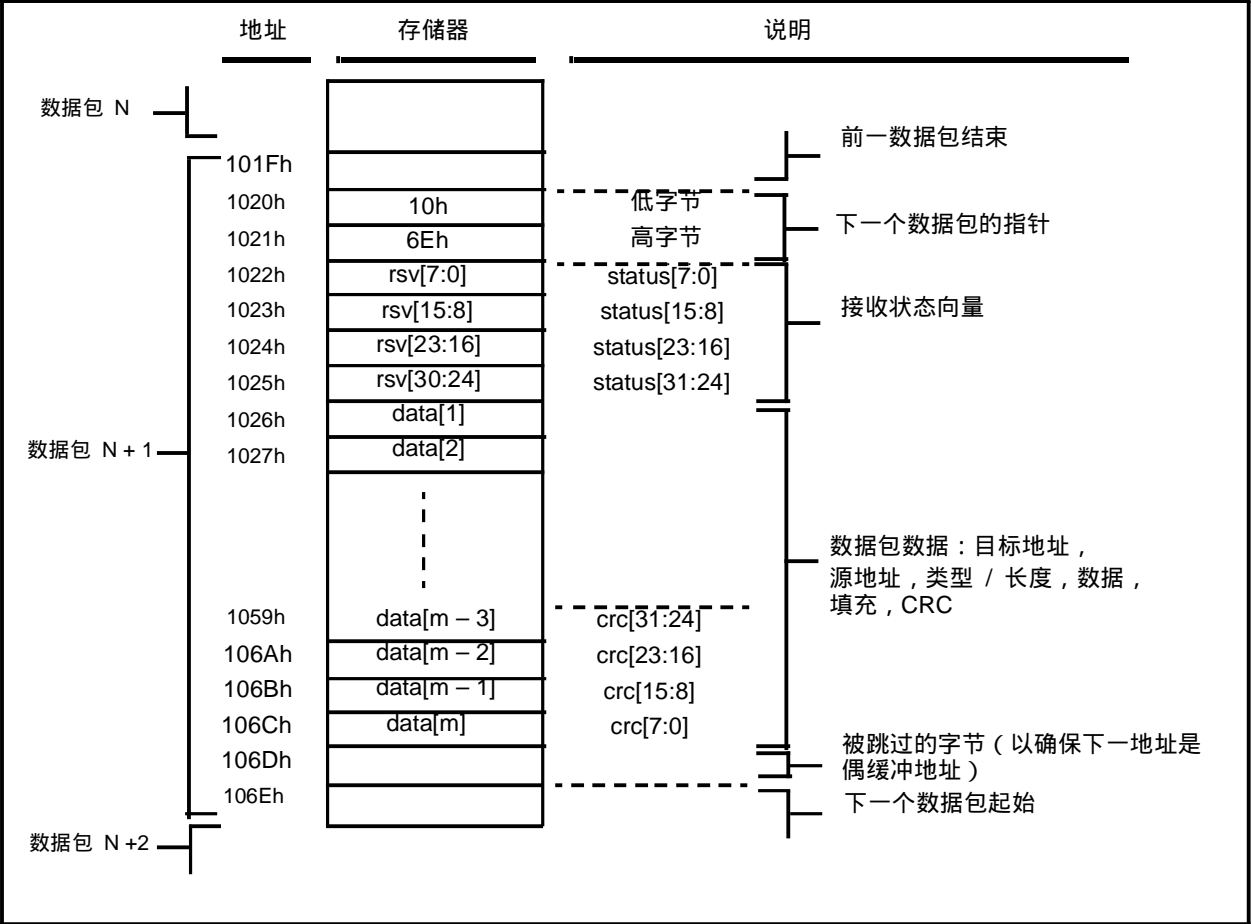 地址 存储器 说明
数据包 N
前一数据包结束
101Fh
1020h 10h 低字节
下一个数据包的指针
1021h 6Eh 高字节
1022h rsv[7:0] status[7:0]
1023h rsv[15:8] status[15:8]
接收状态向量
1024h rsv[23:16] status[23:16]
1025h rsv[30:24] status[31:24]
1026h data[1]
数据包 N + 1
1027h data[2]
数据包数据：目标地址，
源地址，类型 / 长度，数据，
填充，CRC
1059h data[m – 3] crc[31:24]
106Ah data[m – 2] crc[23:16]
106Bh data[m – 1] crc[15:8]
106Ch data[m] crc[7:0]
106Dh
被跳过的字节（以确保下一地址是
偶缓冲地址）
106Eh
下一个数据包起始
数据包 N +2